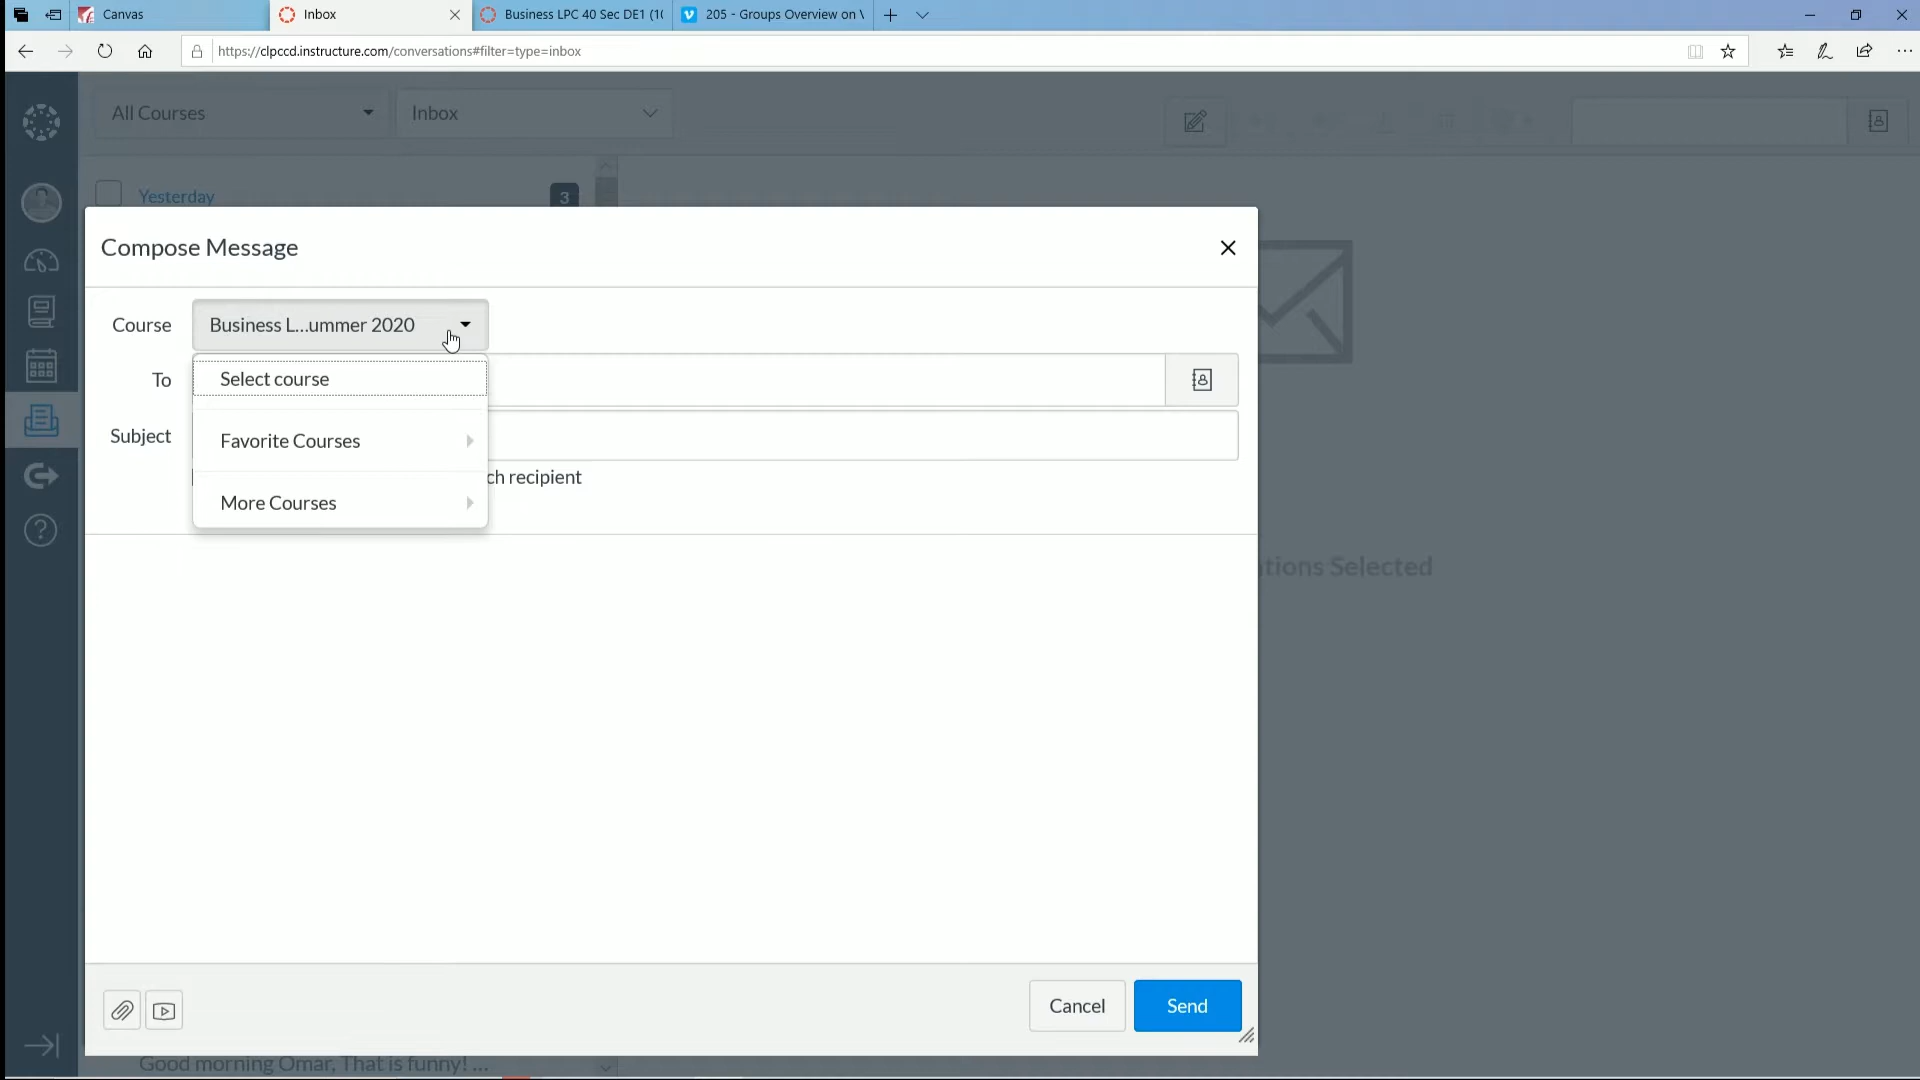 Canvas
Inbox
Business LPC 40 Sec DE1 (1(
205 - Groups Overview on \
https://clpccd.instructure.com/conversations#filter=type=inbox
All Courses
Inbox
Yesterday
3
Compose Message
Course
Business L...ummer 2020
To
Select course
Subject
Favorite Courses
ch recipient
More Courses
tions Selected
Cancel
Send
Good morning Omar, That is funny! ...